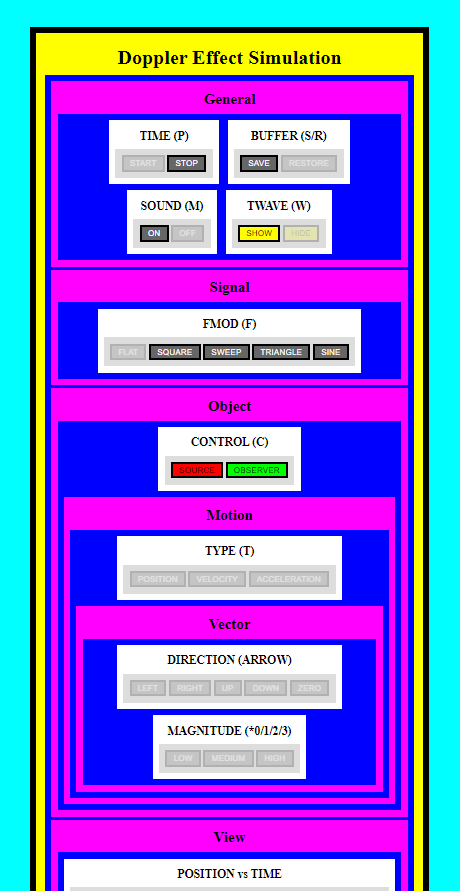 Doppler Effect Simulation
General
TIME (P) BUFFER (S/R)
START STOP SAVE RESTORE
SOUND (M) TWAVE (W)
ON OFF SHOW HIDE
Signal
FMOD (F)
FLAT SQUARE SWEEP TRIANGLE SINE
Object
CONTROL (C)
SOURCE OBSERVER
Motion
TYPE (T)
POSITION VELOCITY ACCELERATION
Vector
DIRECTION (ARROW)
LEFT RIGHT UP DOWN ZERO
MAGNITUDE (*0/1/2/3)
LOW MEDIUM HIGH
View
POSITION vs TIME